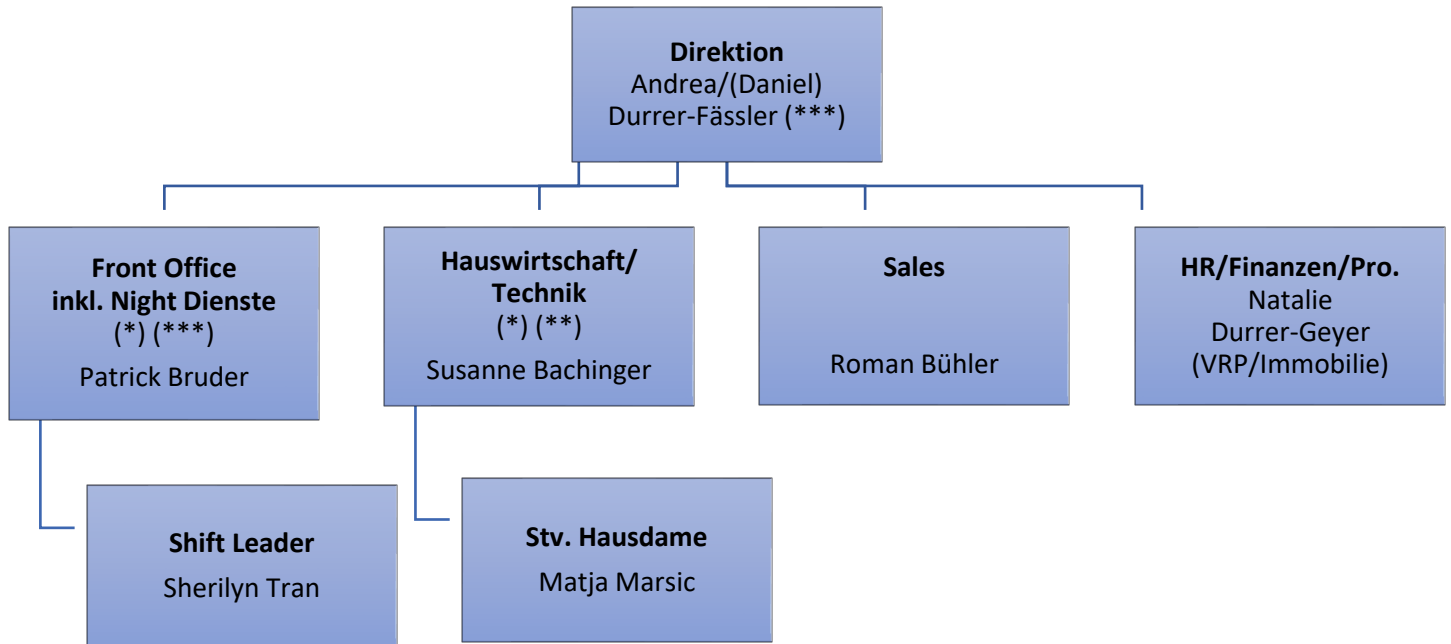 Direktion
Andrea/(Daniel)
Durrer-Fässler (***)
Front Office
inkl. Night Dienste
(*) (***)
Patrick Bruder
Hauswirtschaft/
Technik
(*) (**)
Susanne Bachinger
Sales
Roman Bühler
HR/Finanzen/Pro.
Natalie
Durrer-Geyer
(VRP/Immobilie)
Shift Leader
Sherilyn Tran
Stv. Hausdame
Matja Marsic